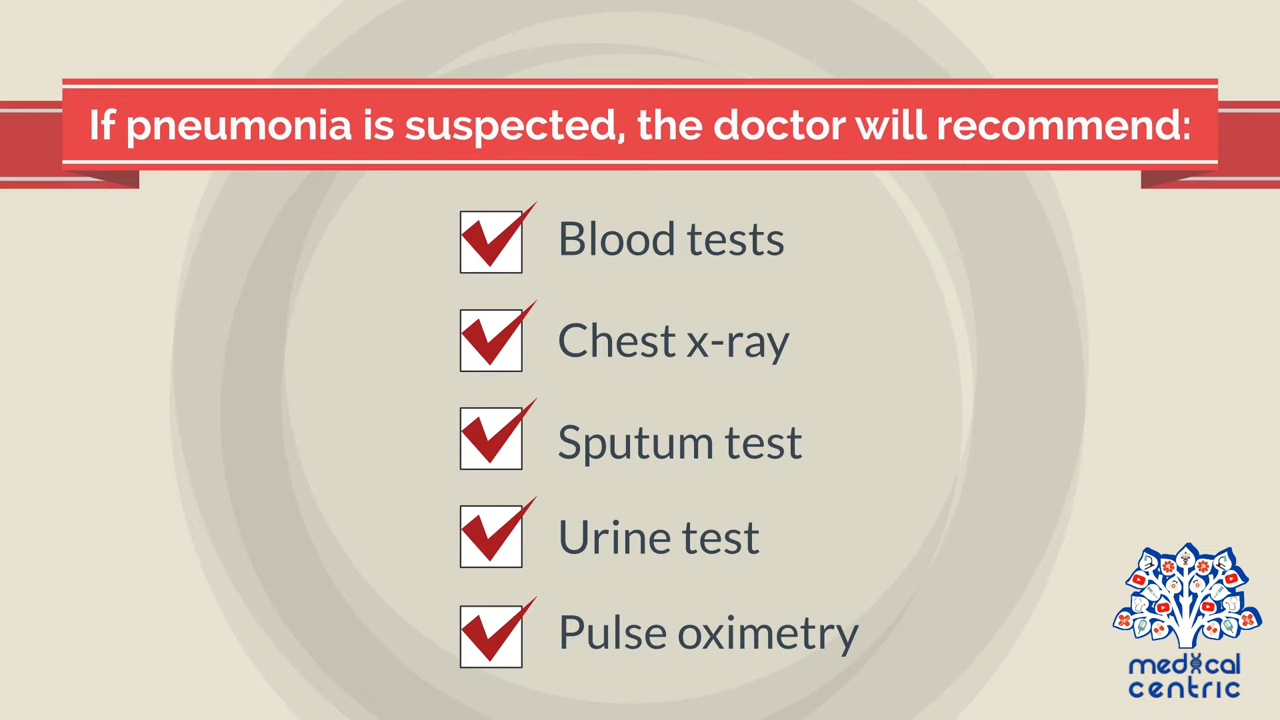 If pneumonia is suspected, the doctor will recommend:
Blood tests
Chest x-ray
Sputum test
Urine test
Pulse oximetry
medical
centric